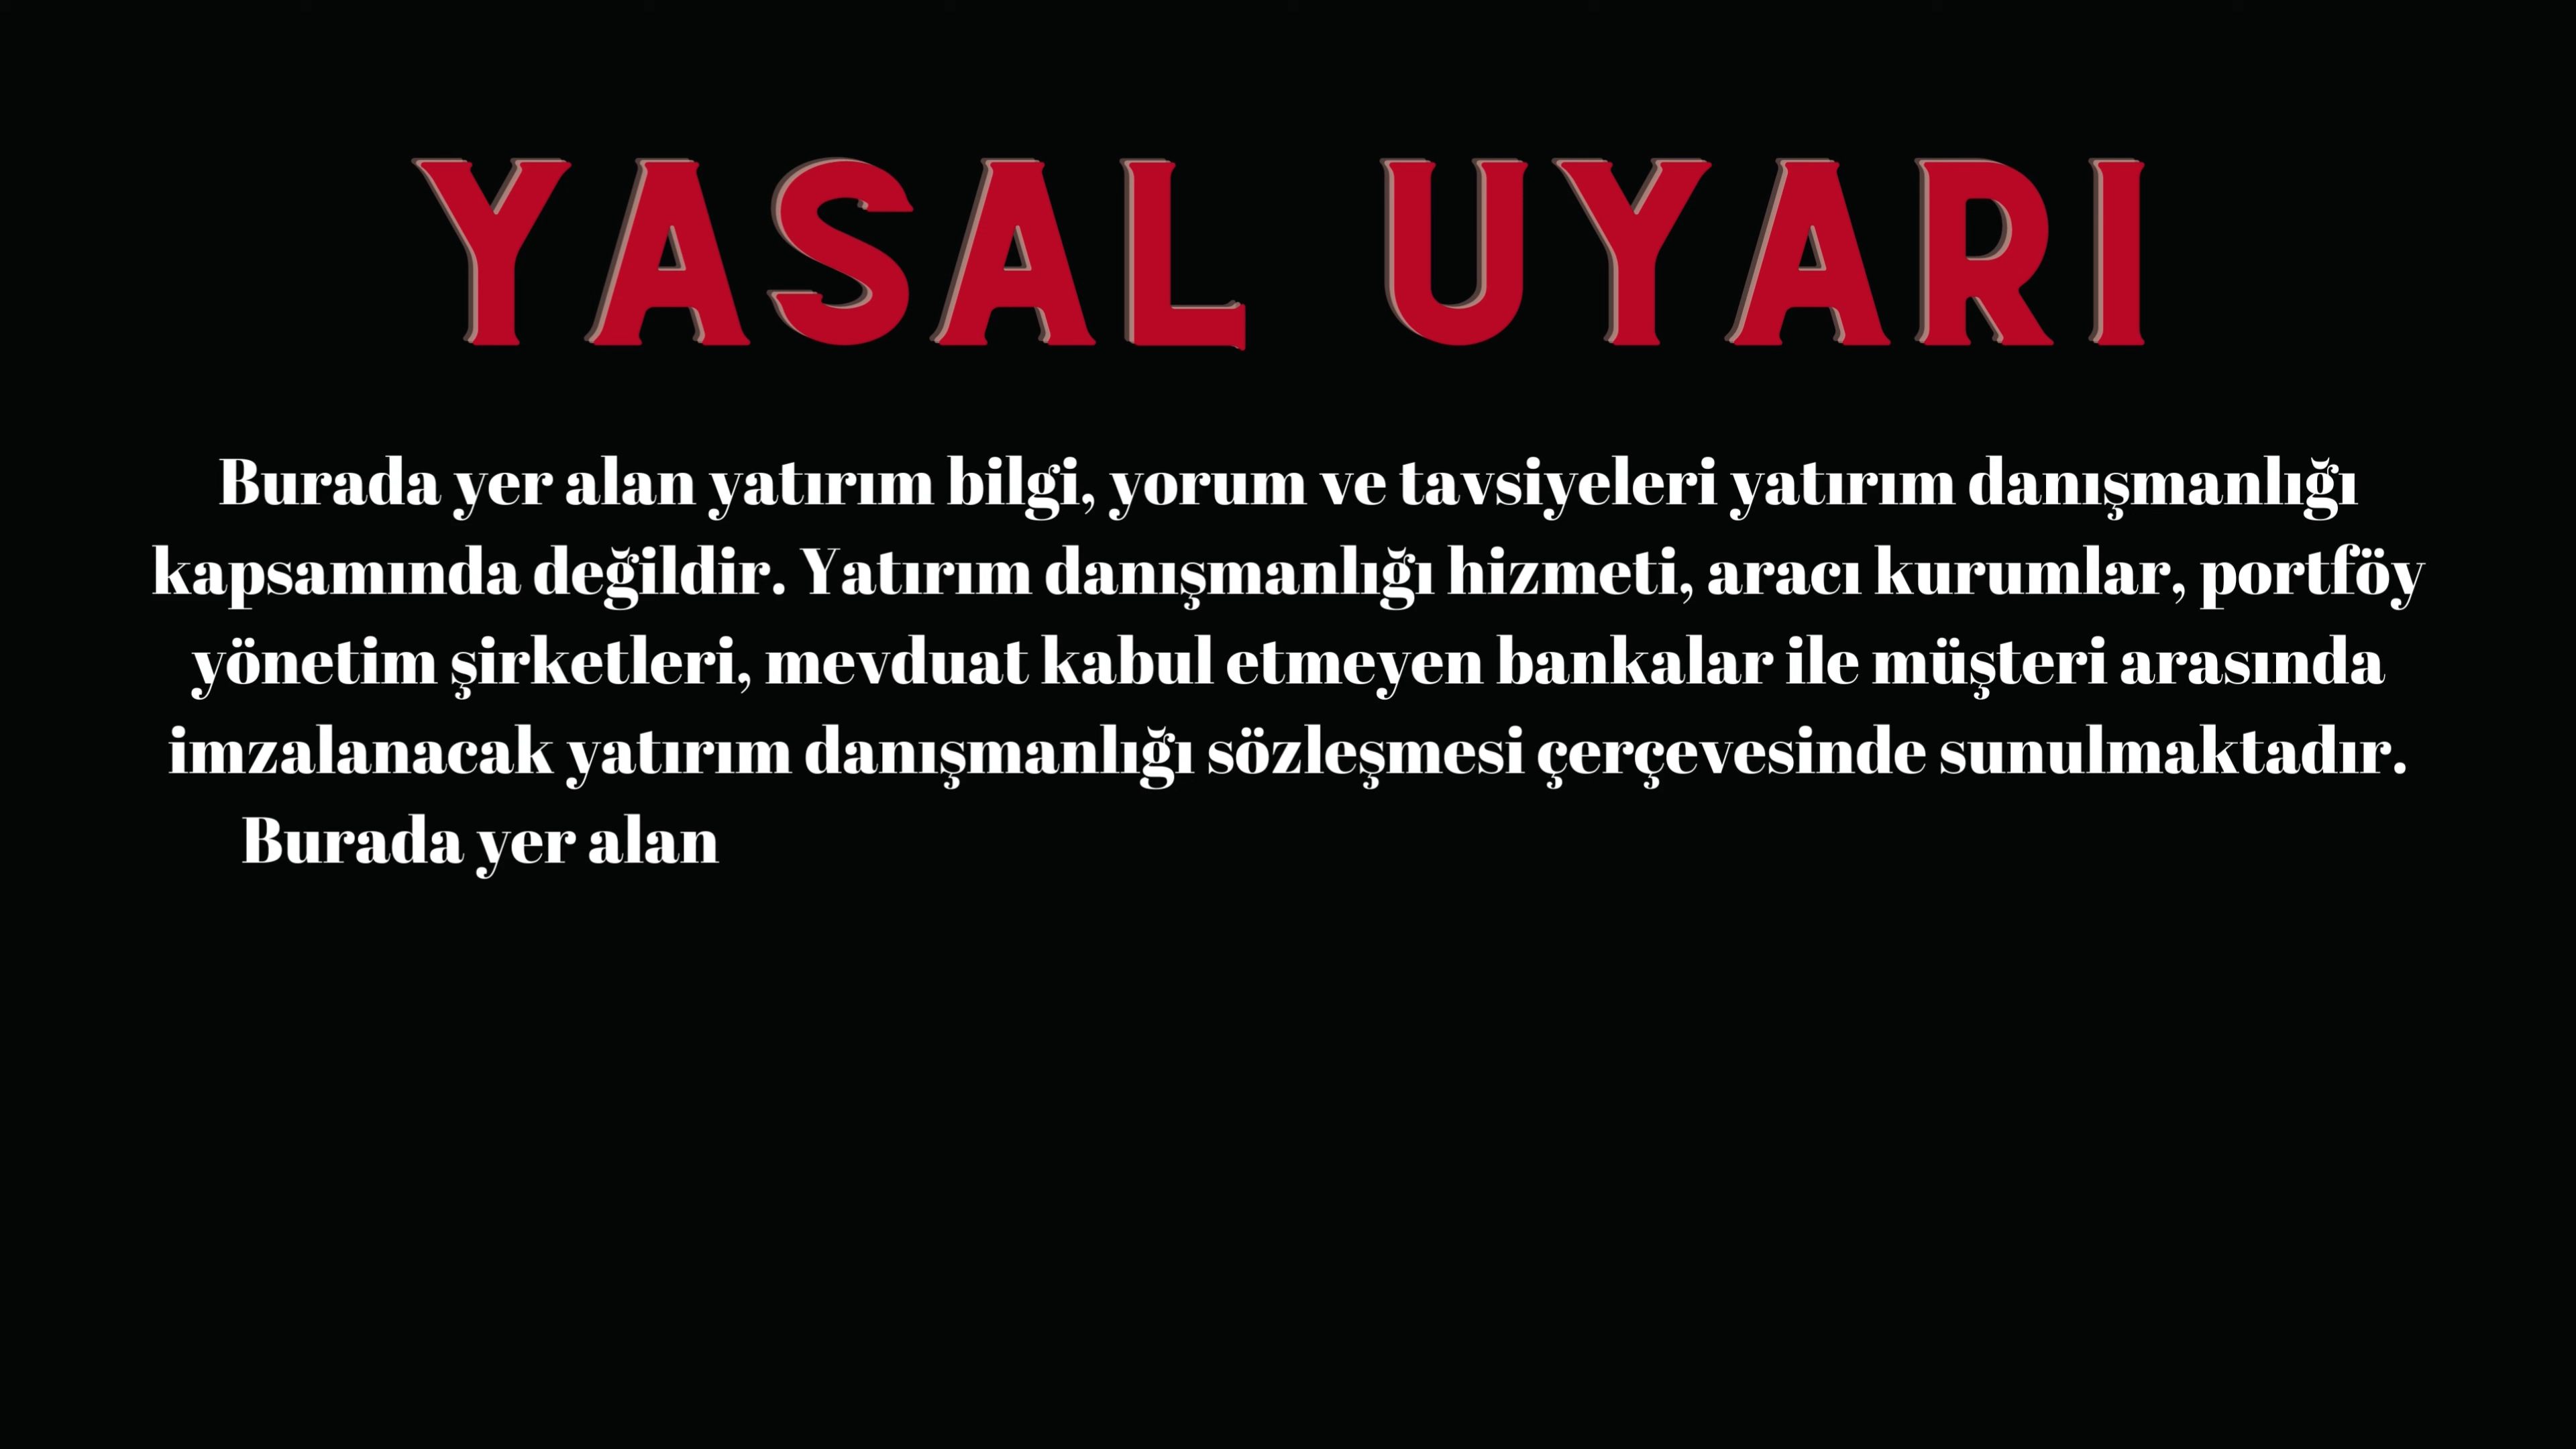 YASAL UYARI
Burada yer alan yatırım bilgi, yorum ve tavsiyeleri yatırım danışmanlığı
kapsamında değildir. Yatırım danışmanlığı hizmeti, aracı kurumlar, portföy
yönetim şirketleri, mevduat kabul etmeyen bankalar ile müşteri arasında
imzalanacak yatırım danışmanlığı sözleşmesi çerçevesinde sunulmaktadır.
Burada yer alan